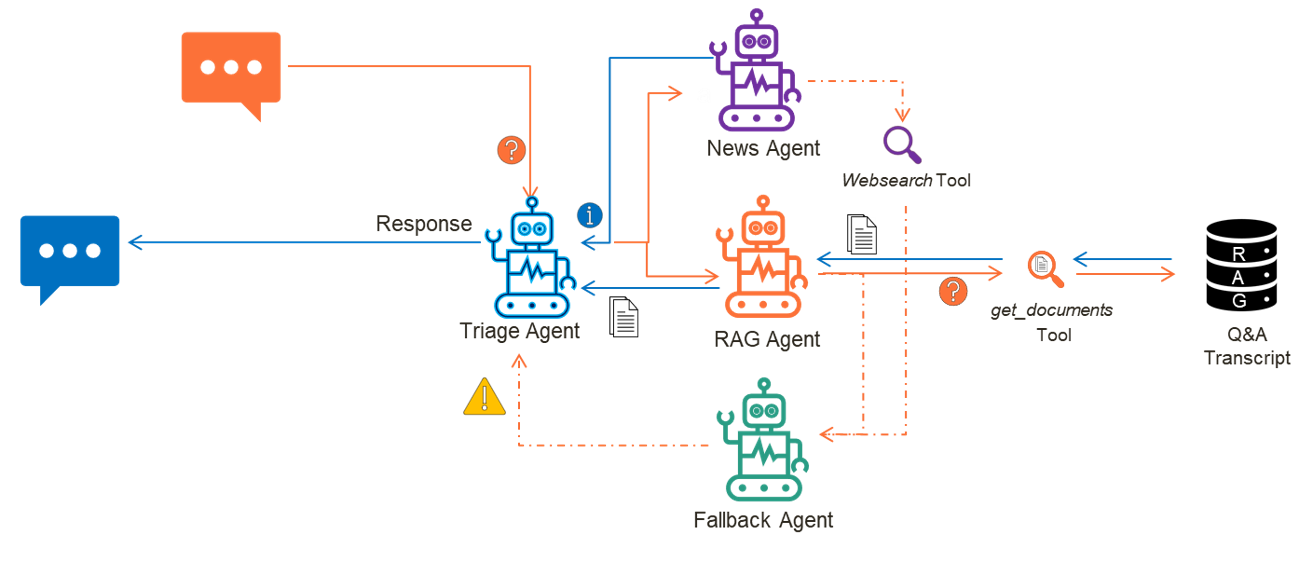 News Agent
Websearch Tool
Response
?
i
Triage Agent
RAG Agent
?
get_documents
Tool
R
A
G
Q&A
Transcript
!
Fallback Agent